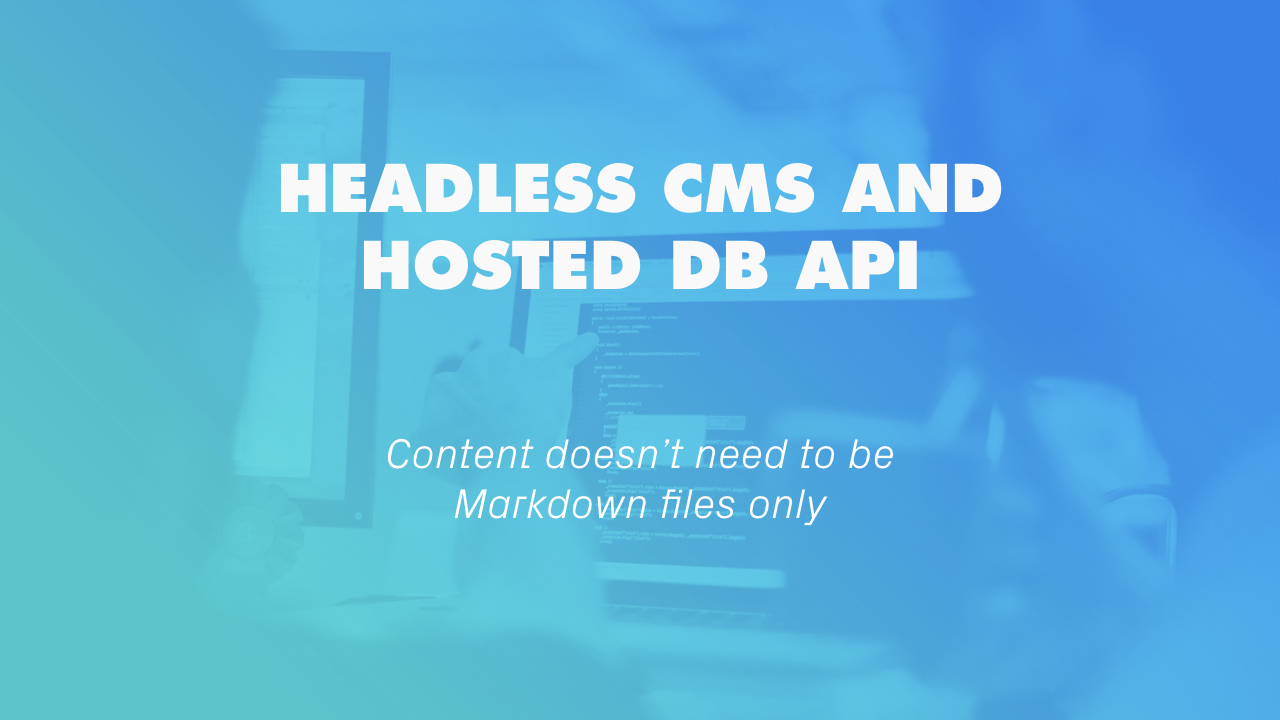 HEADLESS CMS AND
HOSTED DB API
Content doesn’t need to be
Markdown files only